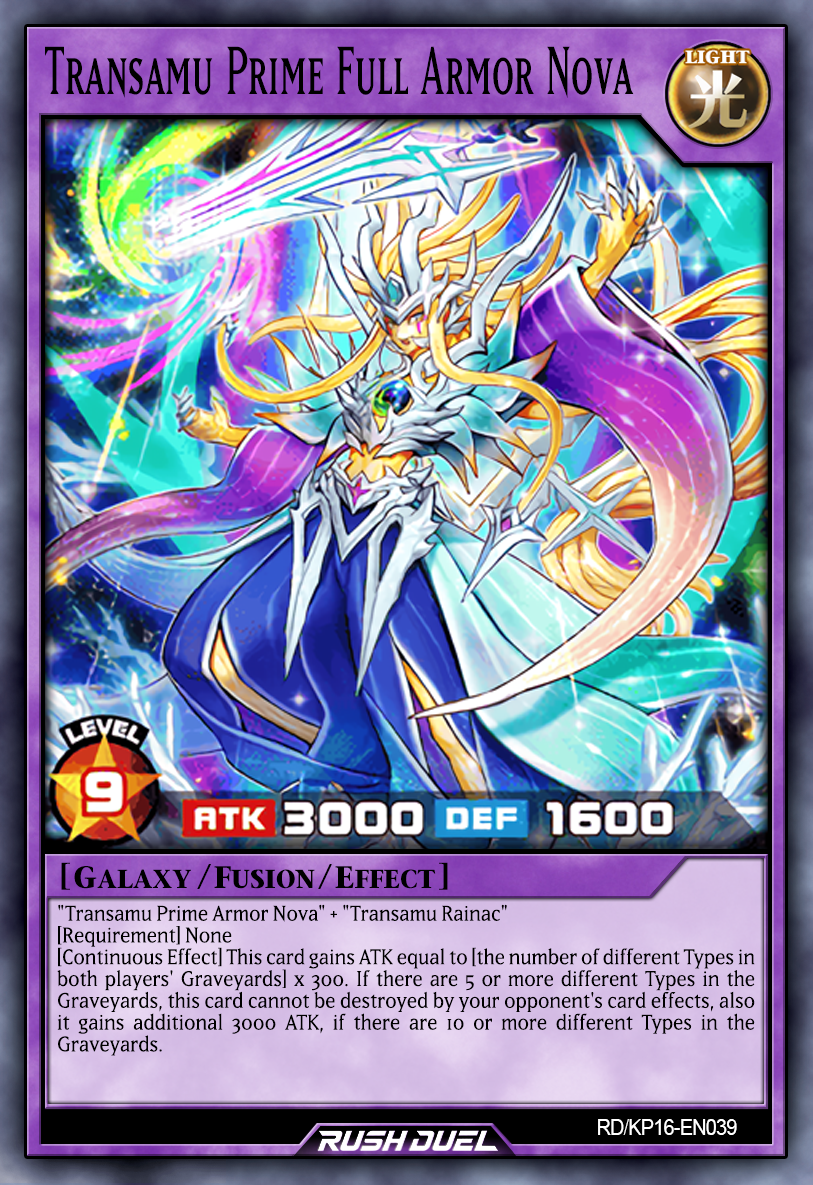 Transamu Prime Full Armor Nova
LIGHT
光
LEVEL
9
ATK 3000 DEF 1600
[Galaxy/Fusion/Effect]
"Transamu Prime Armor Nova" + "Transamu Rainac"
[Requirement] None
[Continuous Effect] This card gains ATK equal to [the number of different Types in
both players' Graveyards] x 300. If there are 5 or more different Types in the
Graveyards, this card cannot be destroyed by your opponent's card effects, also
it gains additional 3000 ATK, if there are 10 or more different Types in the
Graveyards.
RD/KP16-EN039
RUSH DUEL